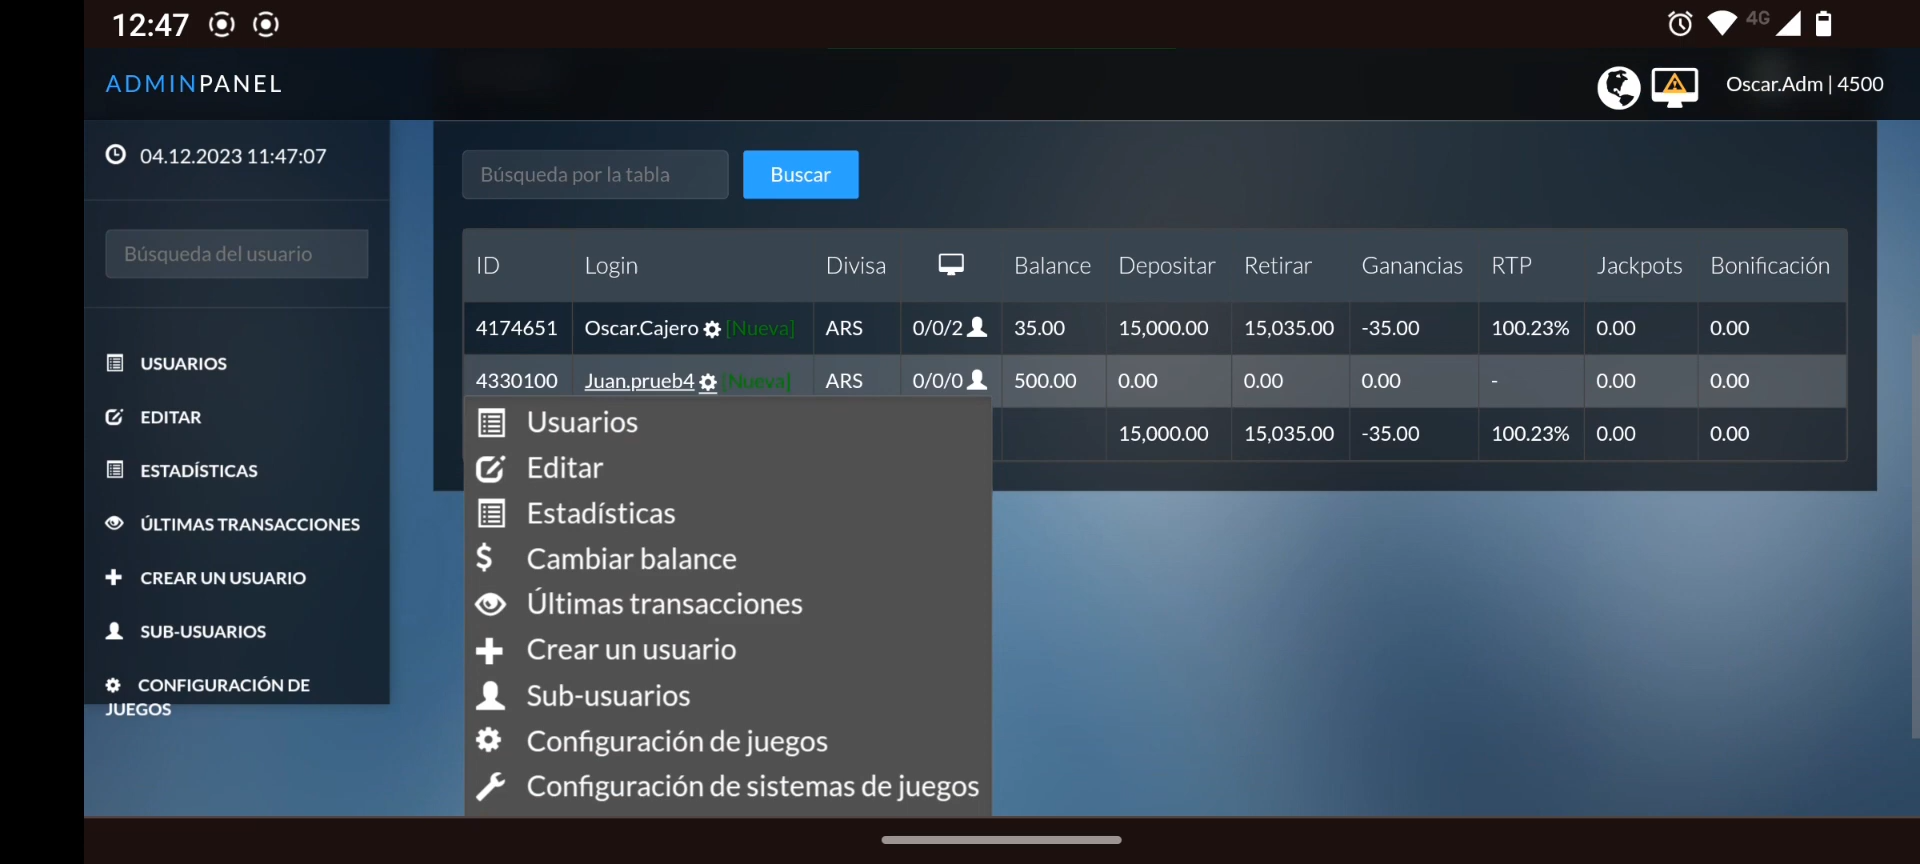 12:47
4G
ADMINPANEL
Oscar.Adm | 4500
04.12.2023 11:47:07
Búsqueda del usuario
USUARIOS
EDITAR
ESTADÍSTICAS
ÚLTIMAS TRANSACCIONES
CREAR UN USUARIO
SUB-USUARIOS
CONFIGURACIÓN DE
JUEGOS
Búsqueda por la tabla
Buscar
ID Login Divisa Balance Depositar Retirar Ganancias RTP Jackpots Bonificación
4174651 Oscar.Cajero [Nueva] ARS 0/0/2 35.00 15,000.00 15,035.00 -35.00 100.23% 0.00 0.00
4330100 Juan.prueb4 [Nueva] ARS 0/0/0 500.00 0.00 0.00 0.00 - 0.00 0.00
15,000.00 15,035.00 -35.00 100.23% 0.00 0.00
Usuarios
Editar
Estadísticas
Cambiar balance
Últimas transacciones
Crear un usuario
Sub-usuarios
Configuración de juegos
Configuración de sistemas de juegos